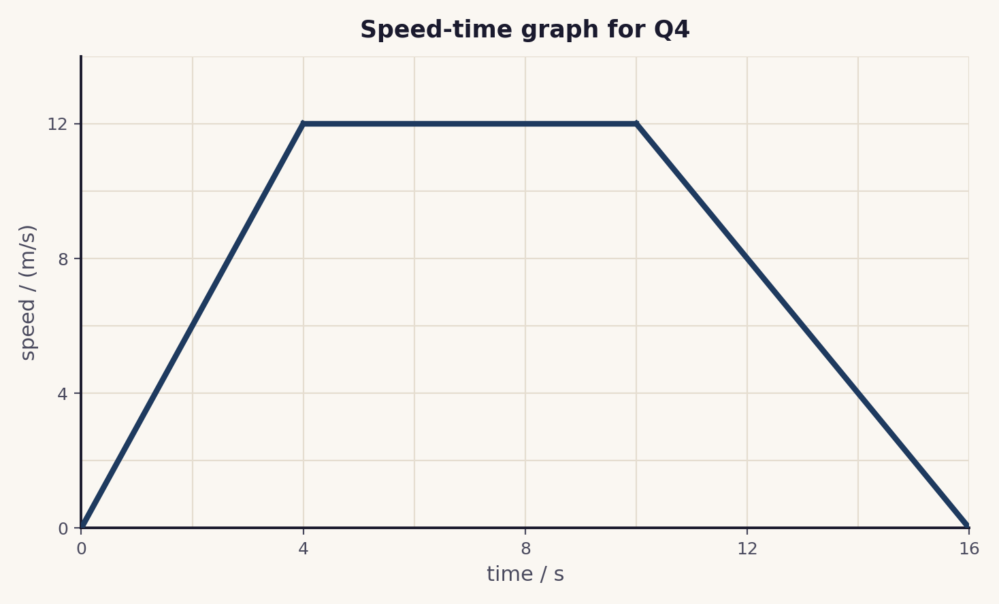 Speed-time graph for Q4
speed / (m/s)
12
8
4
0
0 4 8 12 16
time / s